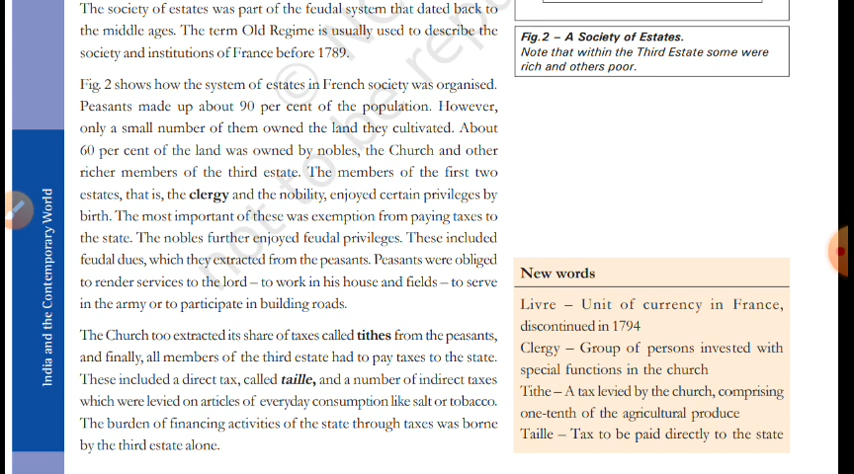 The society of estates was part of the feudal system that dated back to
the middle ages. The term Old Regime is usually used to describe the
society and institutions of France before 1789.
Fig. 2 shows how the system of estates in French society was organised.
Peasants made up about 90 per cent of the population. However,
only a small number of them owned the land they cultivated. About
60 per cent of the land was owned by nobles, the Church and other
richer members of the third estate. The members of the first two
estates, that is, the clergy and the nobility, enjoyed certain privileges by
birth. The most important of these was exemption from paying taxes to
the state. The nobles further enjoyed feudal privileges. These included
feudal dues, which they extracted from the peasants. Peasants were obliged
to render services to the lord – to work in his house and fields – to serve
in the army or to participate in building roads.
The Church too extracted its share of taxes called tithes from the peasants,
and finally, all members of the third estate had to pay taxes to the state.
These included a direct tax, called taille, and a number of indirect taxes
which were levied on articles of everyday consumption like salt or tobacco.
The burden of financing activities of the state through taxes was borne
by the third estate alone.
Fig.2 – A Society of Estates.
Note that within the Third Estate some were
rich and others poor.
New words
Livre – Unit of currency in France,
discontinued in 1794
Clergy – Group of persons invested with
special functions in the church
Tithe – A tax levied by the church, comprising
one-tenth of the agricultural produce
Taille – Tax to be paid directly to the state
India and the Contemporary World
not to be